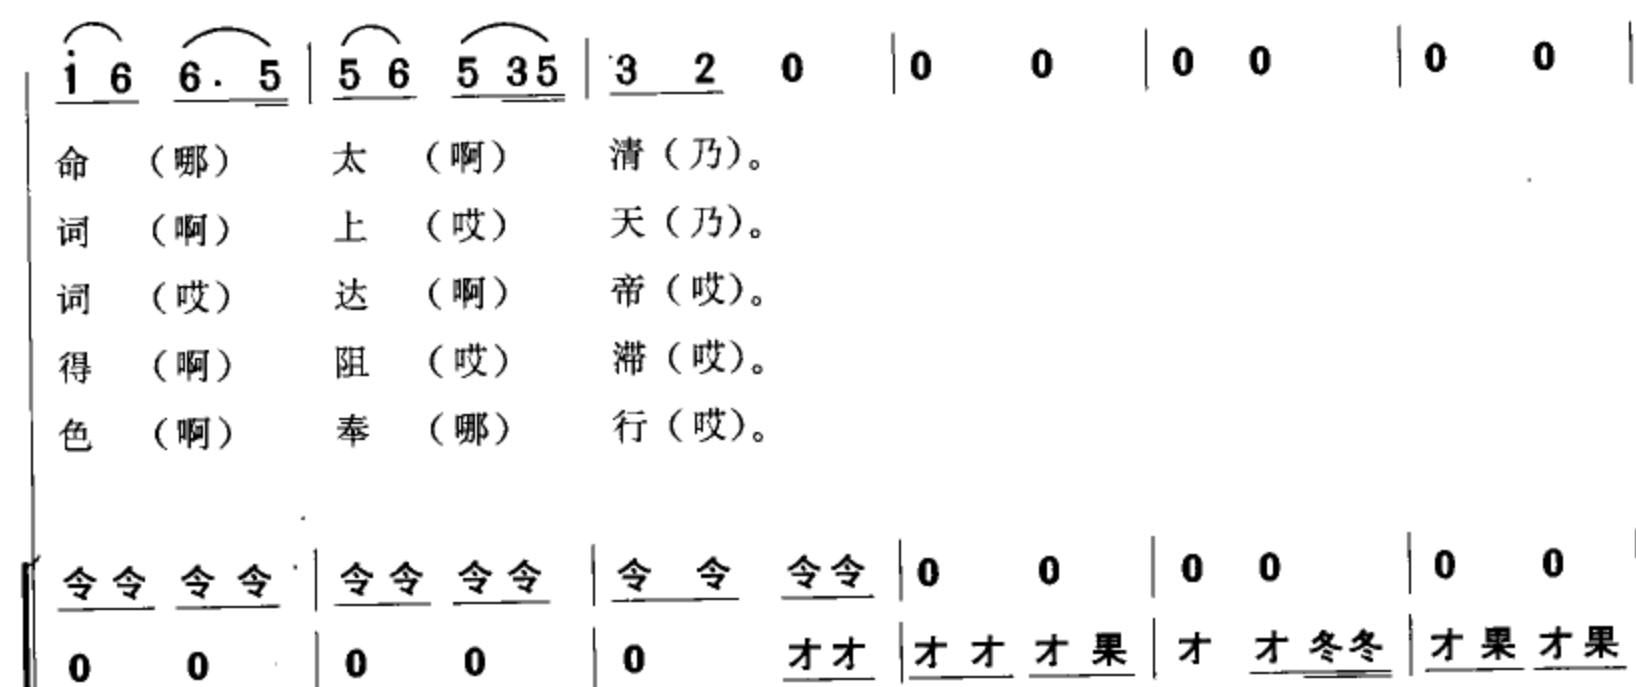 i 6 6. 5 | 5 6 5 35 | 3 2 0 | 0 0 | 0 0 | 0 0 |
命 （哪） 太 （啊） 清（乃）。
词 （啊） 上 （哎） 天（乃）。
词 （哎） 达 （啊） 帝（哎）。
得 （啊） 阻 （哎） 滞（哎）。
色 （啊） 奉 （哪） 行（哎）。
令令 令令 | 令令 令令 | 令 令 令令 | 0 0 | 0 0 | 0 0
0 0 | 0 0 | 0 才才 | 才才 才果 | 才 才冬冬 | 才果才果